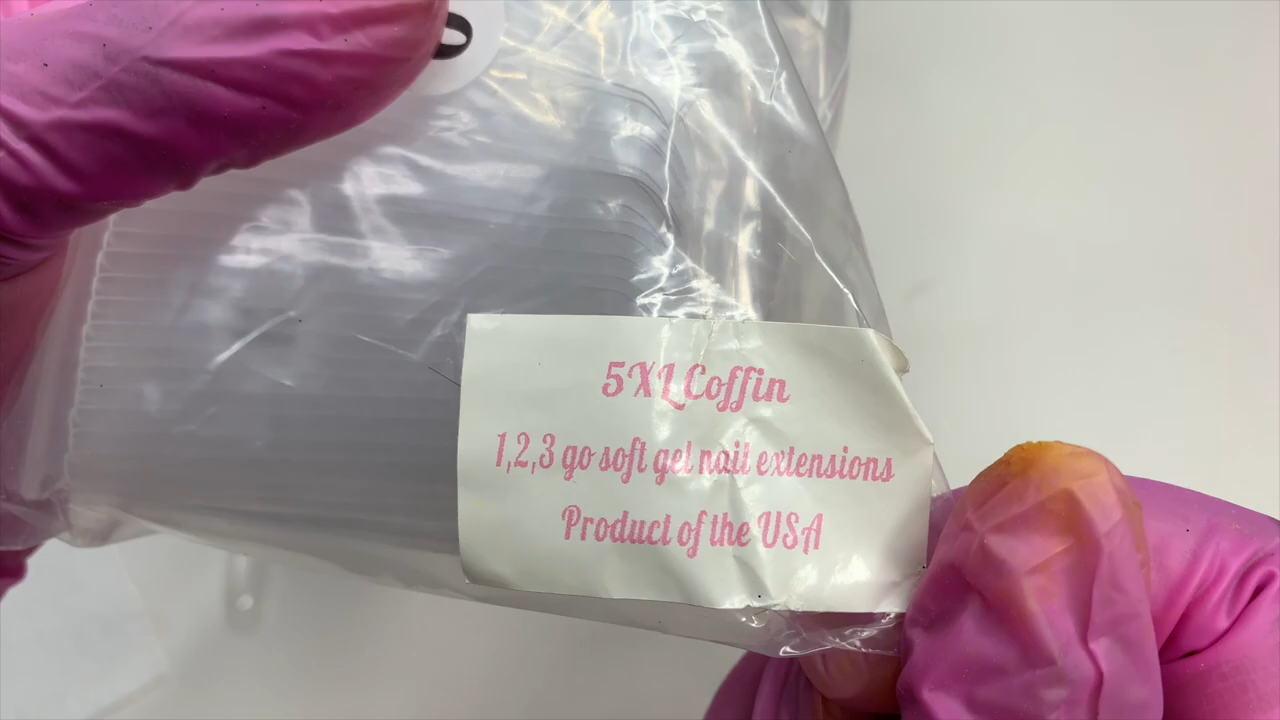 5XL Coffin
1,2,3 go soft gel nail extensions
Product of the USA